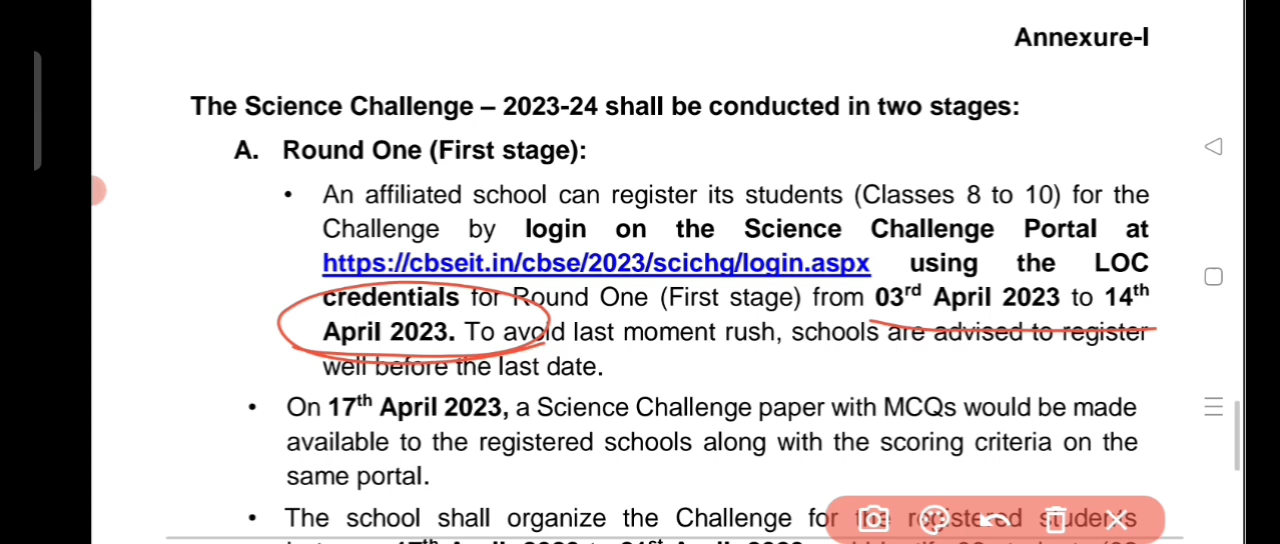 Annexure-I
The Science Challenge – 2023-24 shall be conducted in two stages:
A. Round One (First stage):
• An affiliated school can register its students (Classes 8 to 10) for the
Challenge by login on the Science Challenge Portal at
https://cbseit.in/cbse/2023/scichg/login.aspx using the LOC
credentials for Round One (First stage) from 03rd April 2023 to 14th
April 2023. To avoid last moment rush, schools are advised to register
well before the last date.
• On 17th April 2023, a Science Challenge paper with MCQs would be made
available to the registered schools along with the scoring criteria on the
same portal.
• The school shall organize the Challenge for the registered students